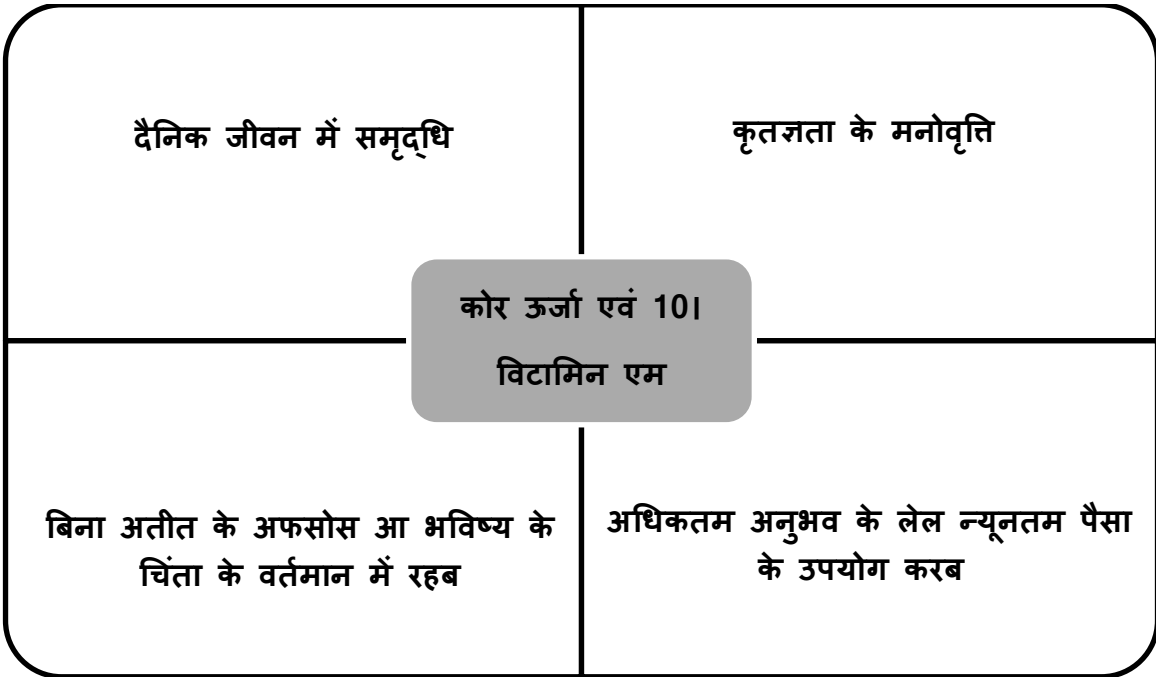 दैनिक जीवन में समृद्धि
कृतज्ञता के मनोवृत्ति
कोर ऊर्जा एवं 10।
विटामिन एम
बिना अतीत के अफसोस आ भविष्य के
चिंता के वर्तमान में रहब
अधिकतम अनुभव के लेल न्यूनतम पैसा
के उपयोग करब